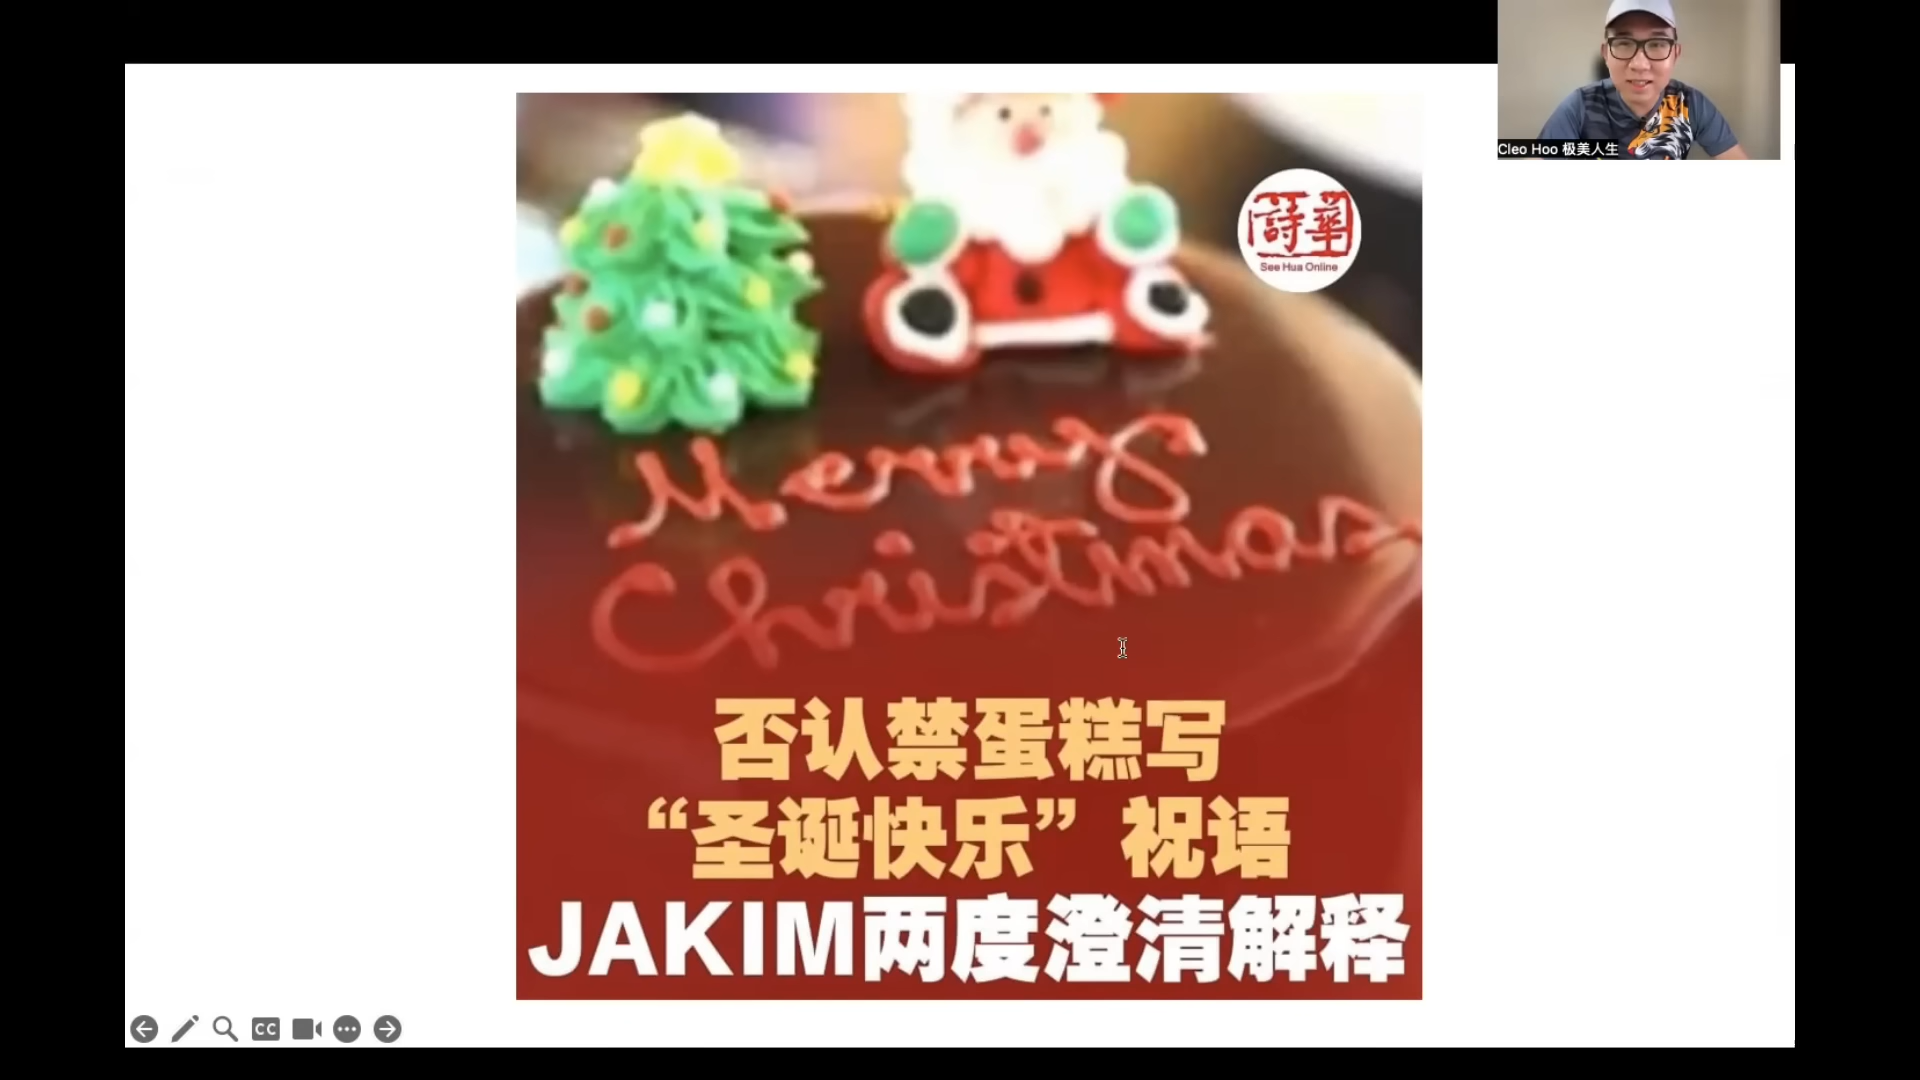 Cleo Hoo 极美人生
詩華
See Hua Online
Merry
Christmas
否认禁蛋糕写
“圣诞快乐”祝语
JAKIM两度澄清解释
CC